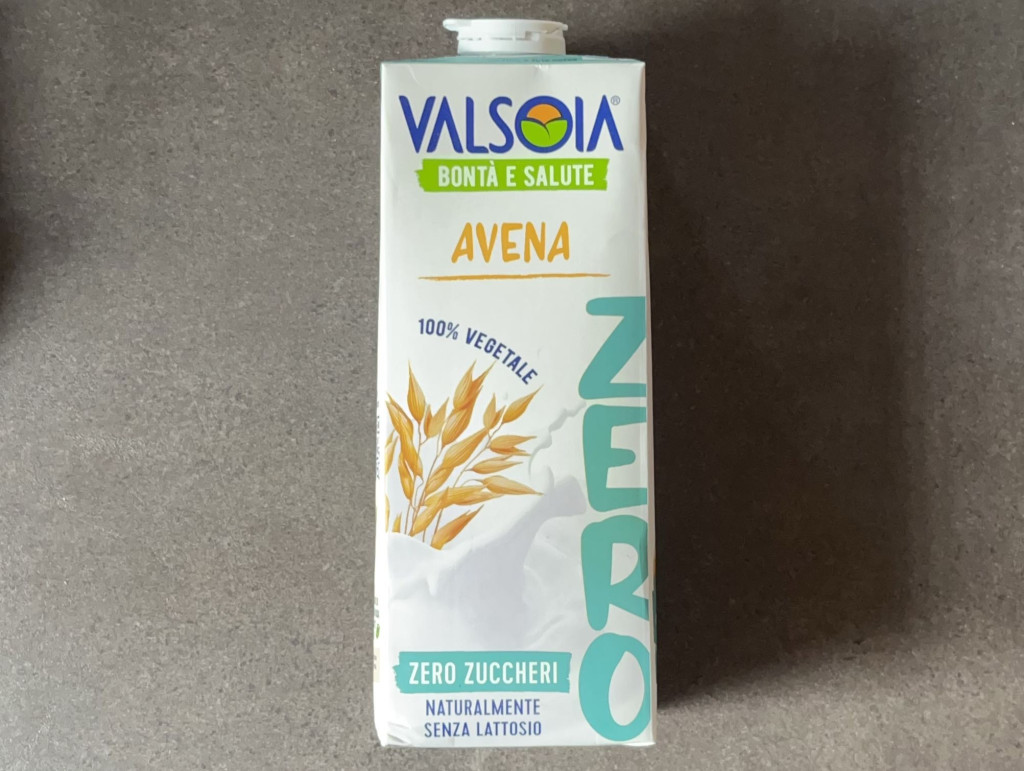 VALSOIA®
BONTÀ E SALUTE
AVENA
100% VEGETALE
ZERO
ZERO ZUCCHERI
NATURALMENTE
SENZA LATTOSIO